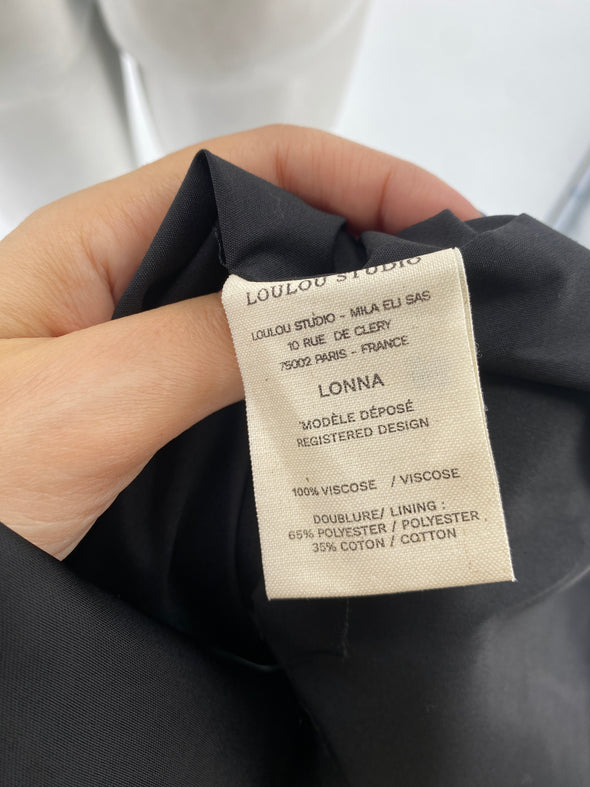 LOULOU STUDIO
LOULOU STUDIO - MILA ELI SAS
10 RUE DE CLERY
75002 PARIS - FRANCE
LONNA
MODÈLE DÉPOSÉ
REGISTERED DESIGN
100% VISCOSE / VISCOSE
DOUBLURE/ LINING :
65% POLYESTER / POLYESTER
35% COTON / COTTON